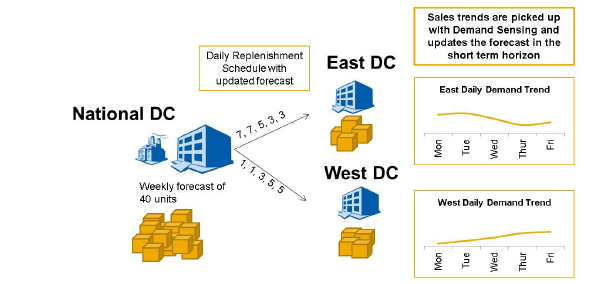 Sales trends are picked up
with Demand Sensing and
updates the forecast in the
short term horizon
Daily Replenishment
Schedule with
updated forecast
East DC
East Daily Demand Trend
Mon
Tue
Wed
Thur
Fri
National DC
7, 7, 5, 3, 3
1, 1, 3, 5, 5
West DC
Weekly forecast of
40 units
West Daily Demand Trend
Mon
Tue
Wed
Thur
Fri